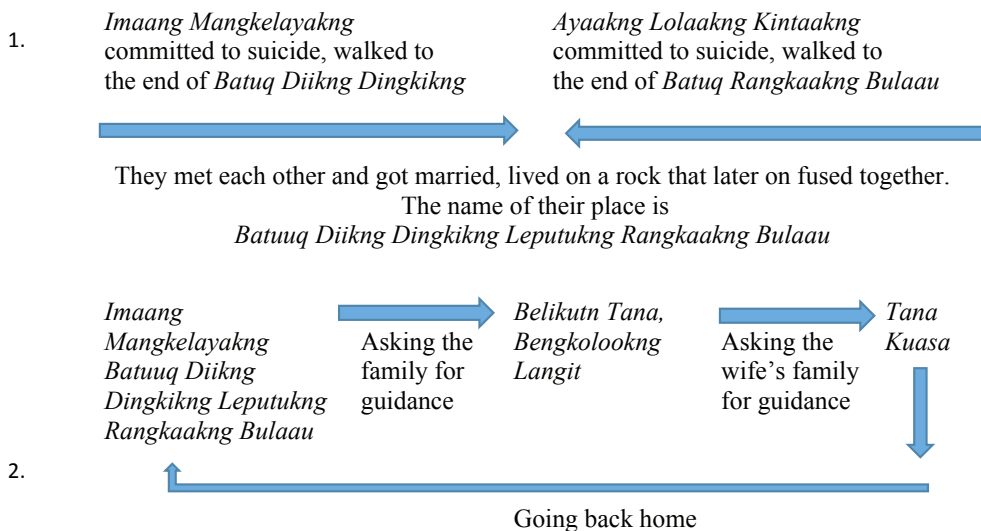 1.
Imaang Mangkelayakng
committed to suicide, walked to
the end of Batuq Diikng Dingkikng
Ayaakng Lolaakng Kintaakng
committed to suicide, walked to
the end of Batuq Rangkaakng Bulaau
They met each other and got married, lived on a rock that later on fused together.
The name of their place is
Batuuq Diikng Dingkikng Leputukng Rangkaakng Bulaau
Imaang
Mangkelayakng
Batuuq Diikng
Dingkikng Leputukng
Rangkaakng Bulaau
Asking the
family for
guidance
Belikutn Tana,
Bengkolookng
Langit
Asking the
wife’s family
for guidance
Tana
Kuasa
2.
Going back home